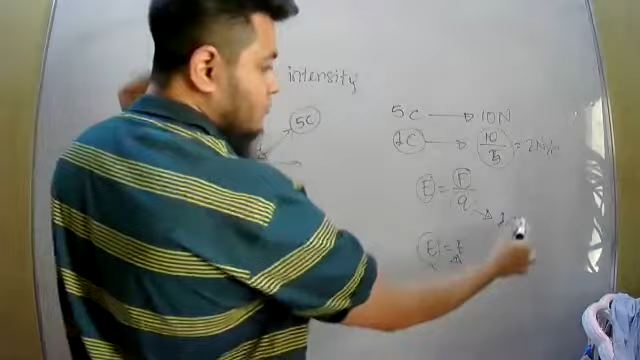 intensity
5C
5C → 10N
1C → 10/5 = 2N
E = F/q
E =